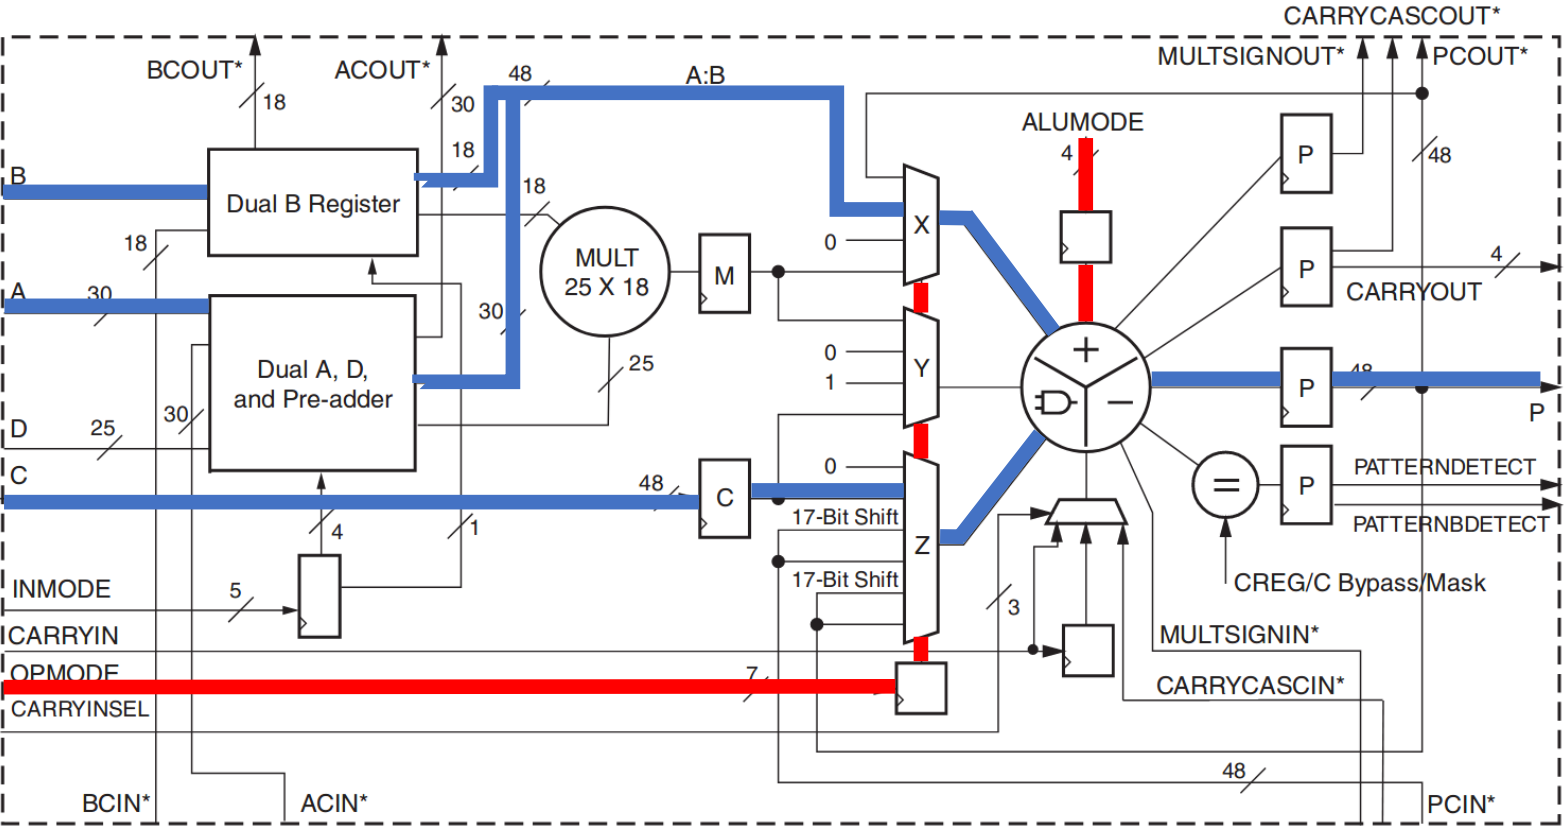 CARRYCASCOUT*
BCOUT*
ACOUT*
MULTSIGNOUT*
PCOUT*
48
A:B
18
30
ALUMODE
4
P
48
B
18
18
Dual B Register
X
0
MULT
25 X 18
M
18
A
30
30
P
4
CARRYOUT
Dual A, D,
and Pre-adder
0
1
Y
25
+
−
48
P
P
D
25
30
C
48
C
0
17-Bit Shift
Z
17-Bit Shift
=
P
PATTERNDETECT
PATTERNBDETECT
4
1
INMODE
5
3
CREG/C Bypass/Mask
CARRYIN
MULTSIGNIN*
OPMODE
7
CARRYINSEL
CARRYCASCIN*
48
BCIN*
ACIN*
PCIN*